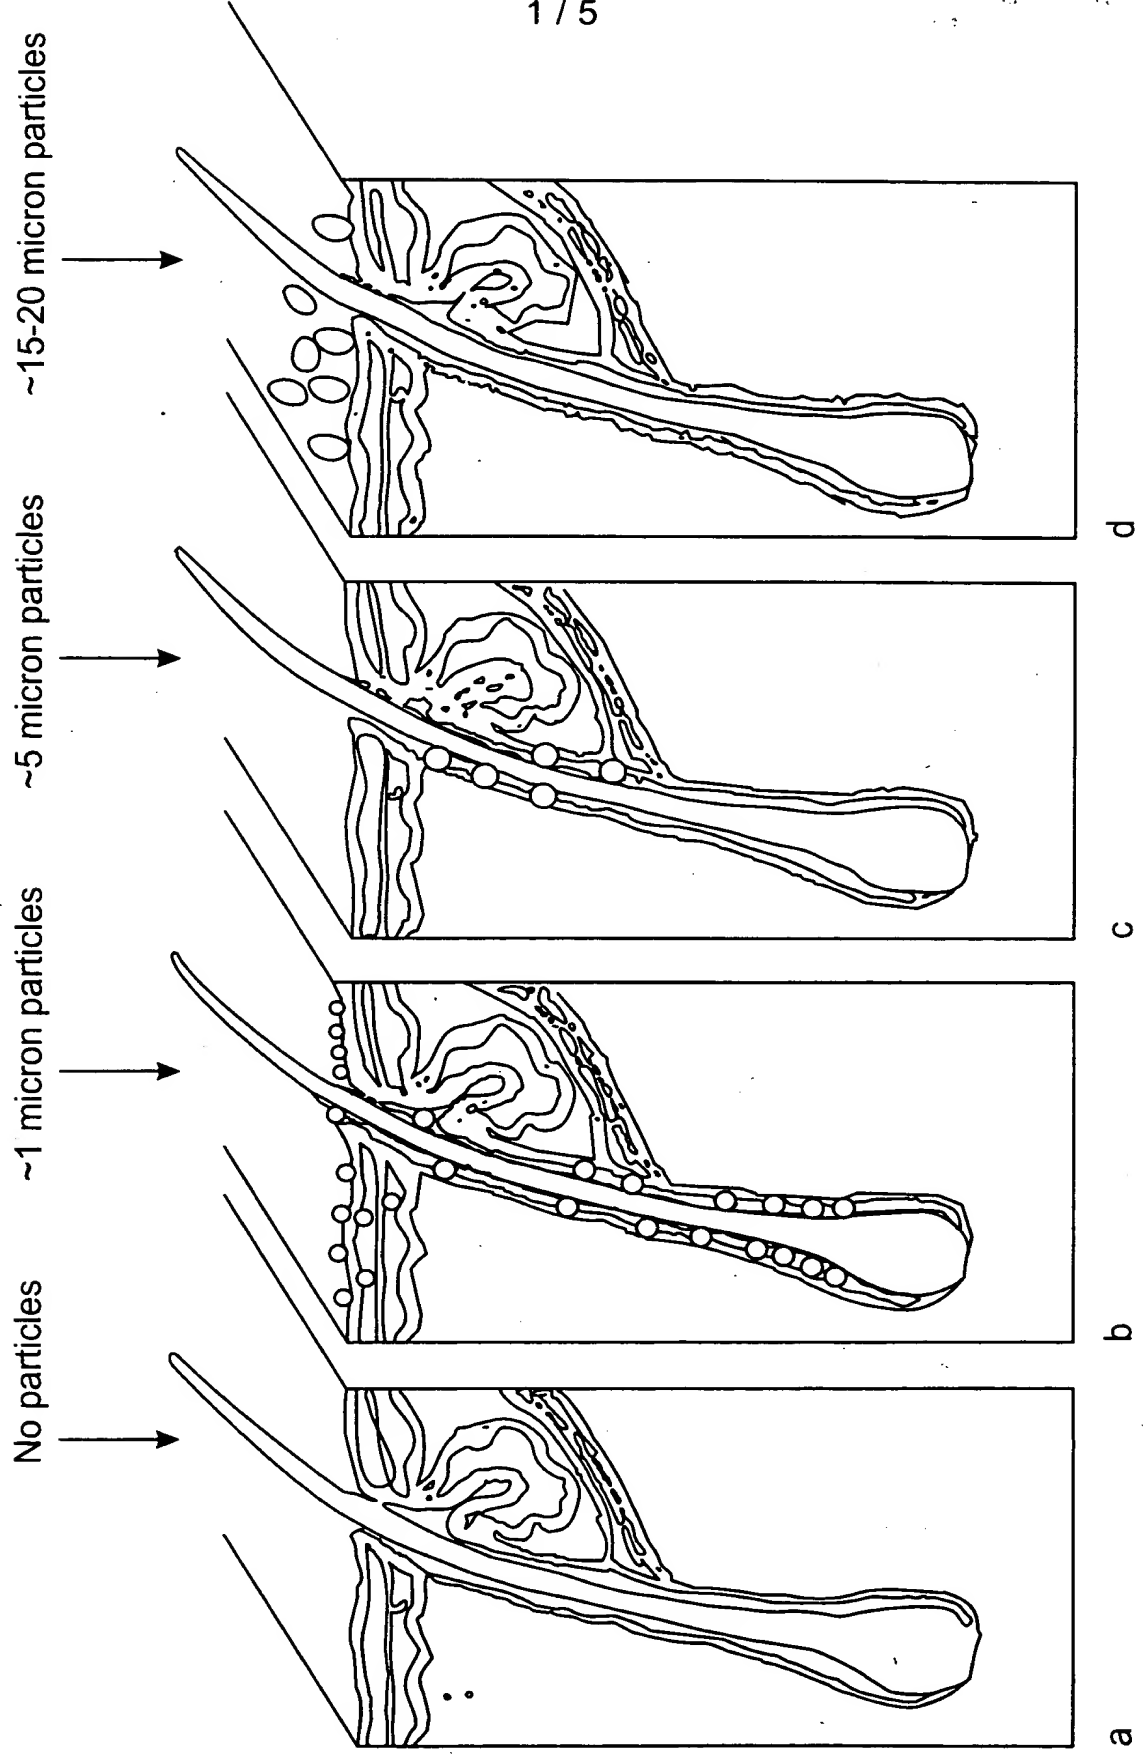 1 / 5
No particles
~1 micron particles
~5 micron particles
~15-20 micron particles
a
b
c
d